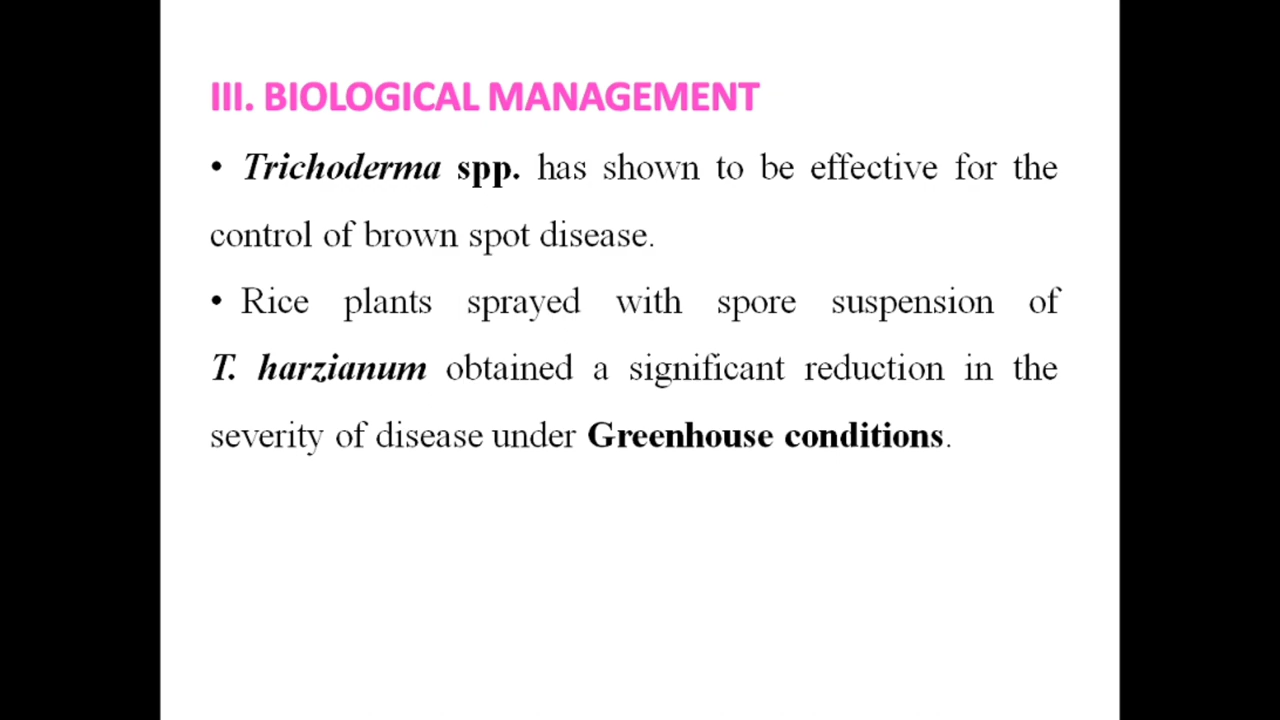 III. BIOLOGICAL MANAGEMENT
• Trichoderma spp. has shown to be effective for the
control of brown spot disease.
• Rice plants sprayed with spore suspension of
T. harzianum obtained a significant reduction in the
severity of disease under Greenhouse conditions.